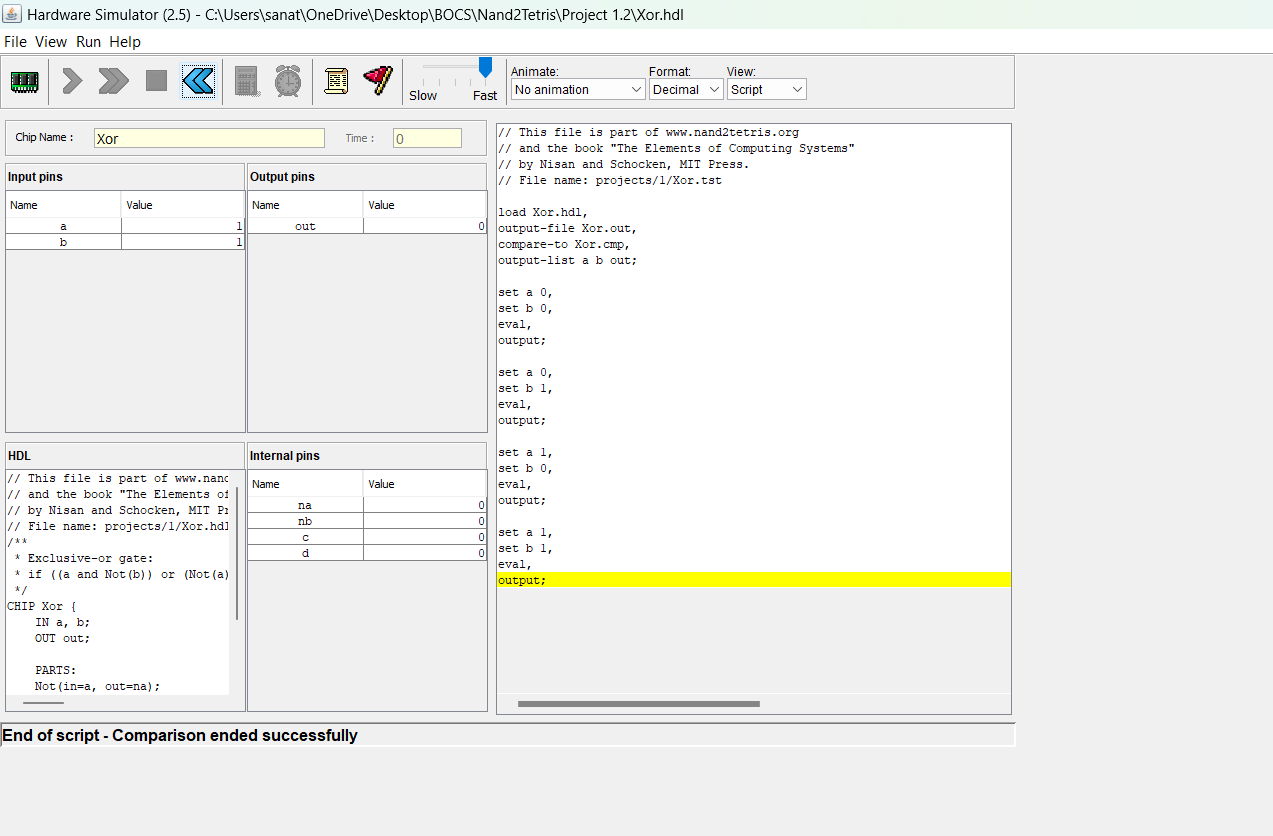 Hardware Simulator (2.5) - C:\Users\sanat\OneDrive\Desktop\BOCS\Nand2Tetris\Project 1.2\Xor.hdl
File View Run Help
Slow Fast
Animate: Format: View:
No animation Decimal Script
Chip Name : Xor Time : 0
Input pins
Name Value
a 1
b 1
Output pins
Name Value
out 0
HDL
// This file is part of www.nand
// and the book "The Elements of
// by Nisan and Schocken, MIT Pr
// File name: projects/1/Xor.hdl
/**
* Exclusive-or gate:
* if ((a and Not(b)) or (Not(a)
*/
CHIP Xor {
IN a, b;
OUT out;
PARTS:
Not(in=a, out=na);
Internal pins
Name Value
na 0
nb 0
c 0
d 0
// This file is part of www.nand2tetris.org
// and the book "The Elements of Computing Systems"
// by Nisan and Schocken, MIT Press.
// File name: projects/1/Xor.tst
load Xor.hdl,
output-file Xor.out,
compare-to Xor.cmp,
output-list a b out;
set a 0,
set b 0,
eval,
output;
set a 0,
set b 1,
eval,
output;
set a 1,
set b 0,
eval,
output;
set a 1,
set b 1,
eval,
output;
End of script - Comparison ended successfully